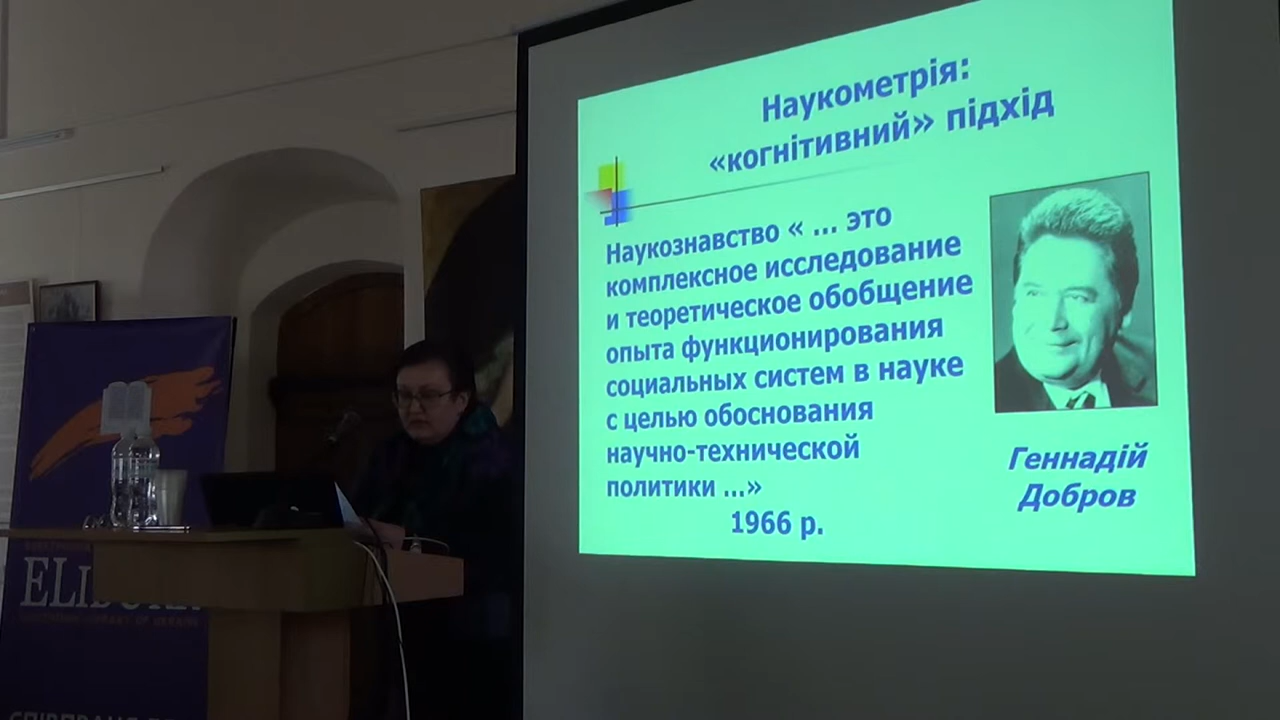 Наукометрія:
«когнітивний» підхід
Наукознавство « ... это
комплексное исследование
и теоретическое обобщение
опыта функционирования
социальных систем в науке
с целью обоснования
научно-технической
политики ...»
1966 р.
Геннадій
Добров